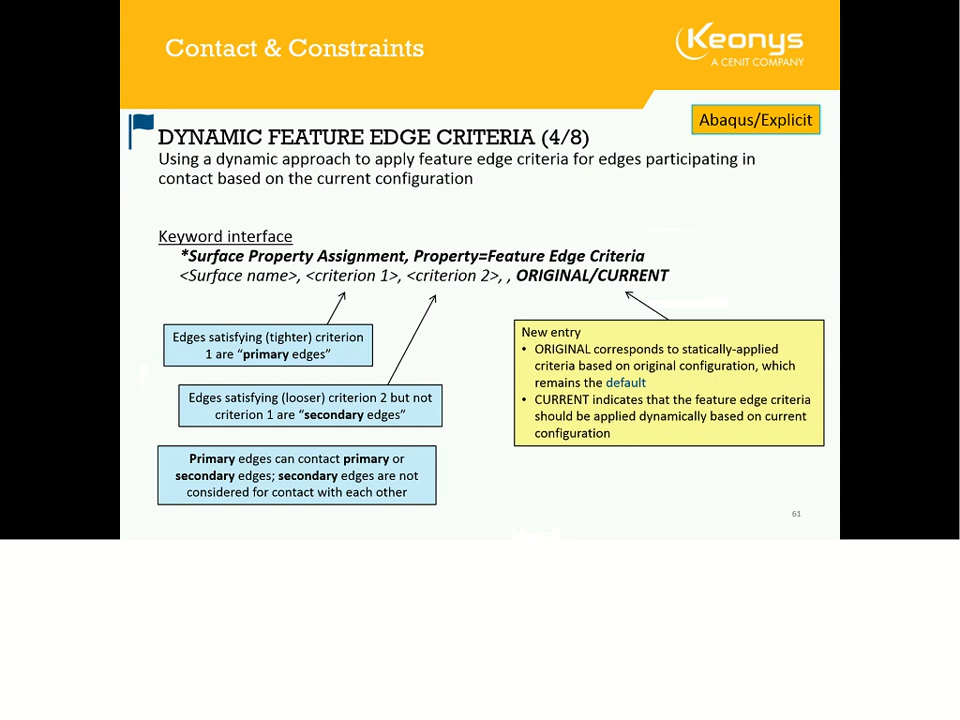 Contact & Constraints
Keonys
A CENIT COMPANY
Abaqus/Explicit
DYNAMIC FEATURE EDGE CRITERIA (4/8)
Using a dynamic approach to apply feature edge criteria for edges participating in
contact based on the current configuration
Keyword interface
*Surface Property Assignment, Property=Feature Edge Criteria
<Surface name>, <criterion 1>, <criterion 2>, , ORIGINAL/CURRENT
Edges satisfying (tighter) criterion
1 are “primary edges”
Edges satisfying (looser) criterion 2 but not
criterion 1 are “secondary edges”
Primary edges can contact primary or
secondary edges; secondary edges are not
considered for contact with each other
New entry
• ORIGINAL corresponds to statically-applied
criteria based on original configuration, which
remains the default
• CURRENT indicates that the feature edge criteria
should be applied dynamically based on current
configuration
61